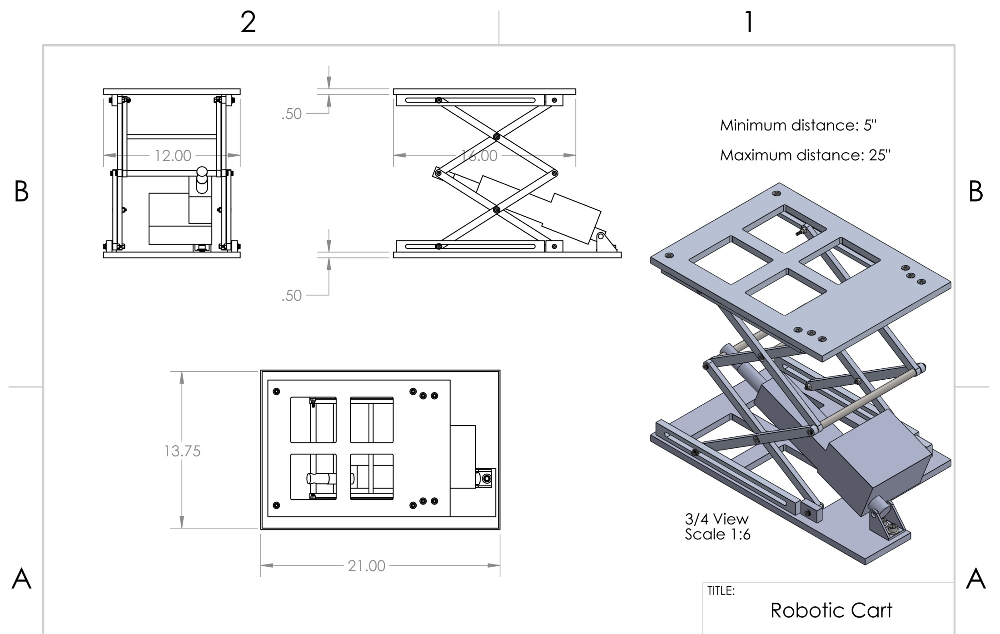 2 1
.50
12.00
16.00
Minimum distance: 5"
Maximum distance: 25"
B B
.50
13.75
3/4 View
Scale 1:6
21.00
A A
TITLE:
Robotic Cart